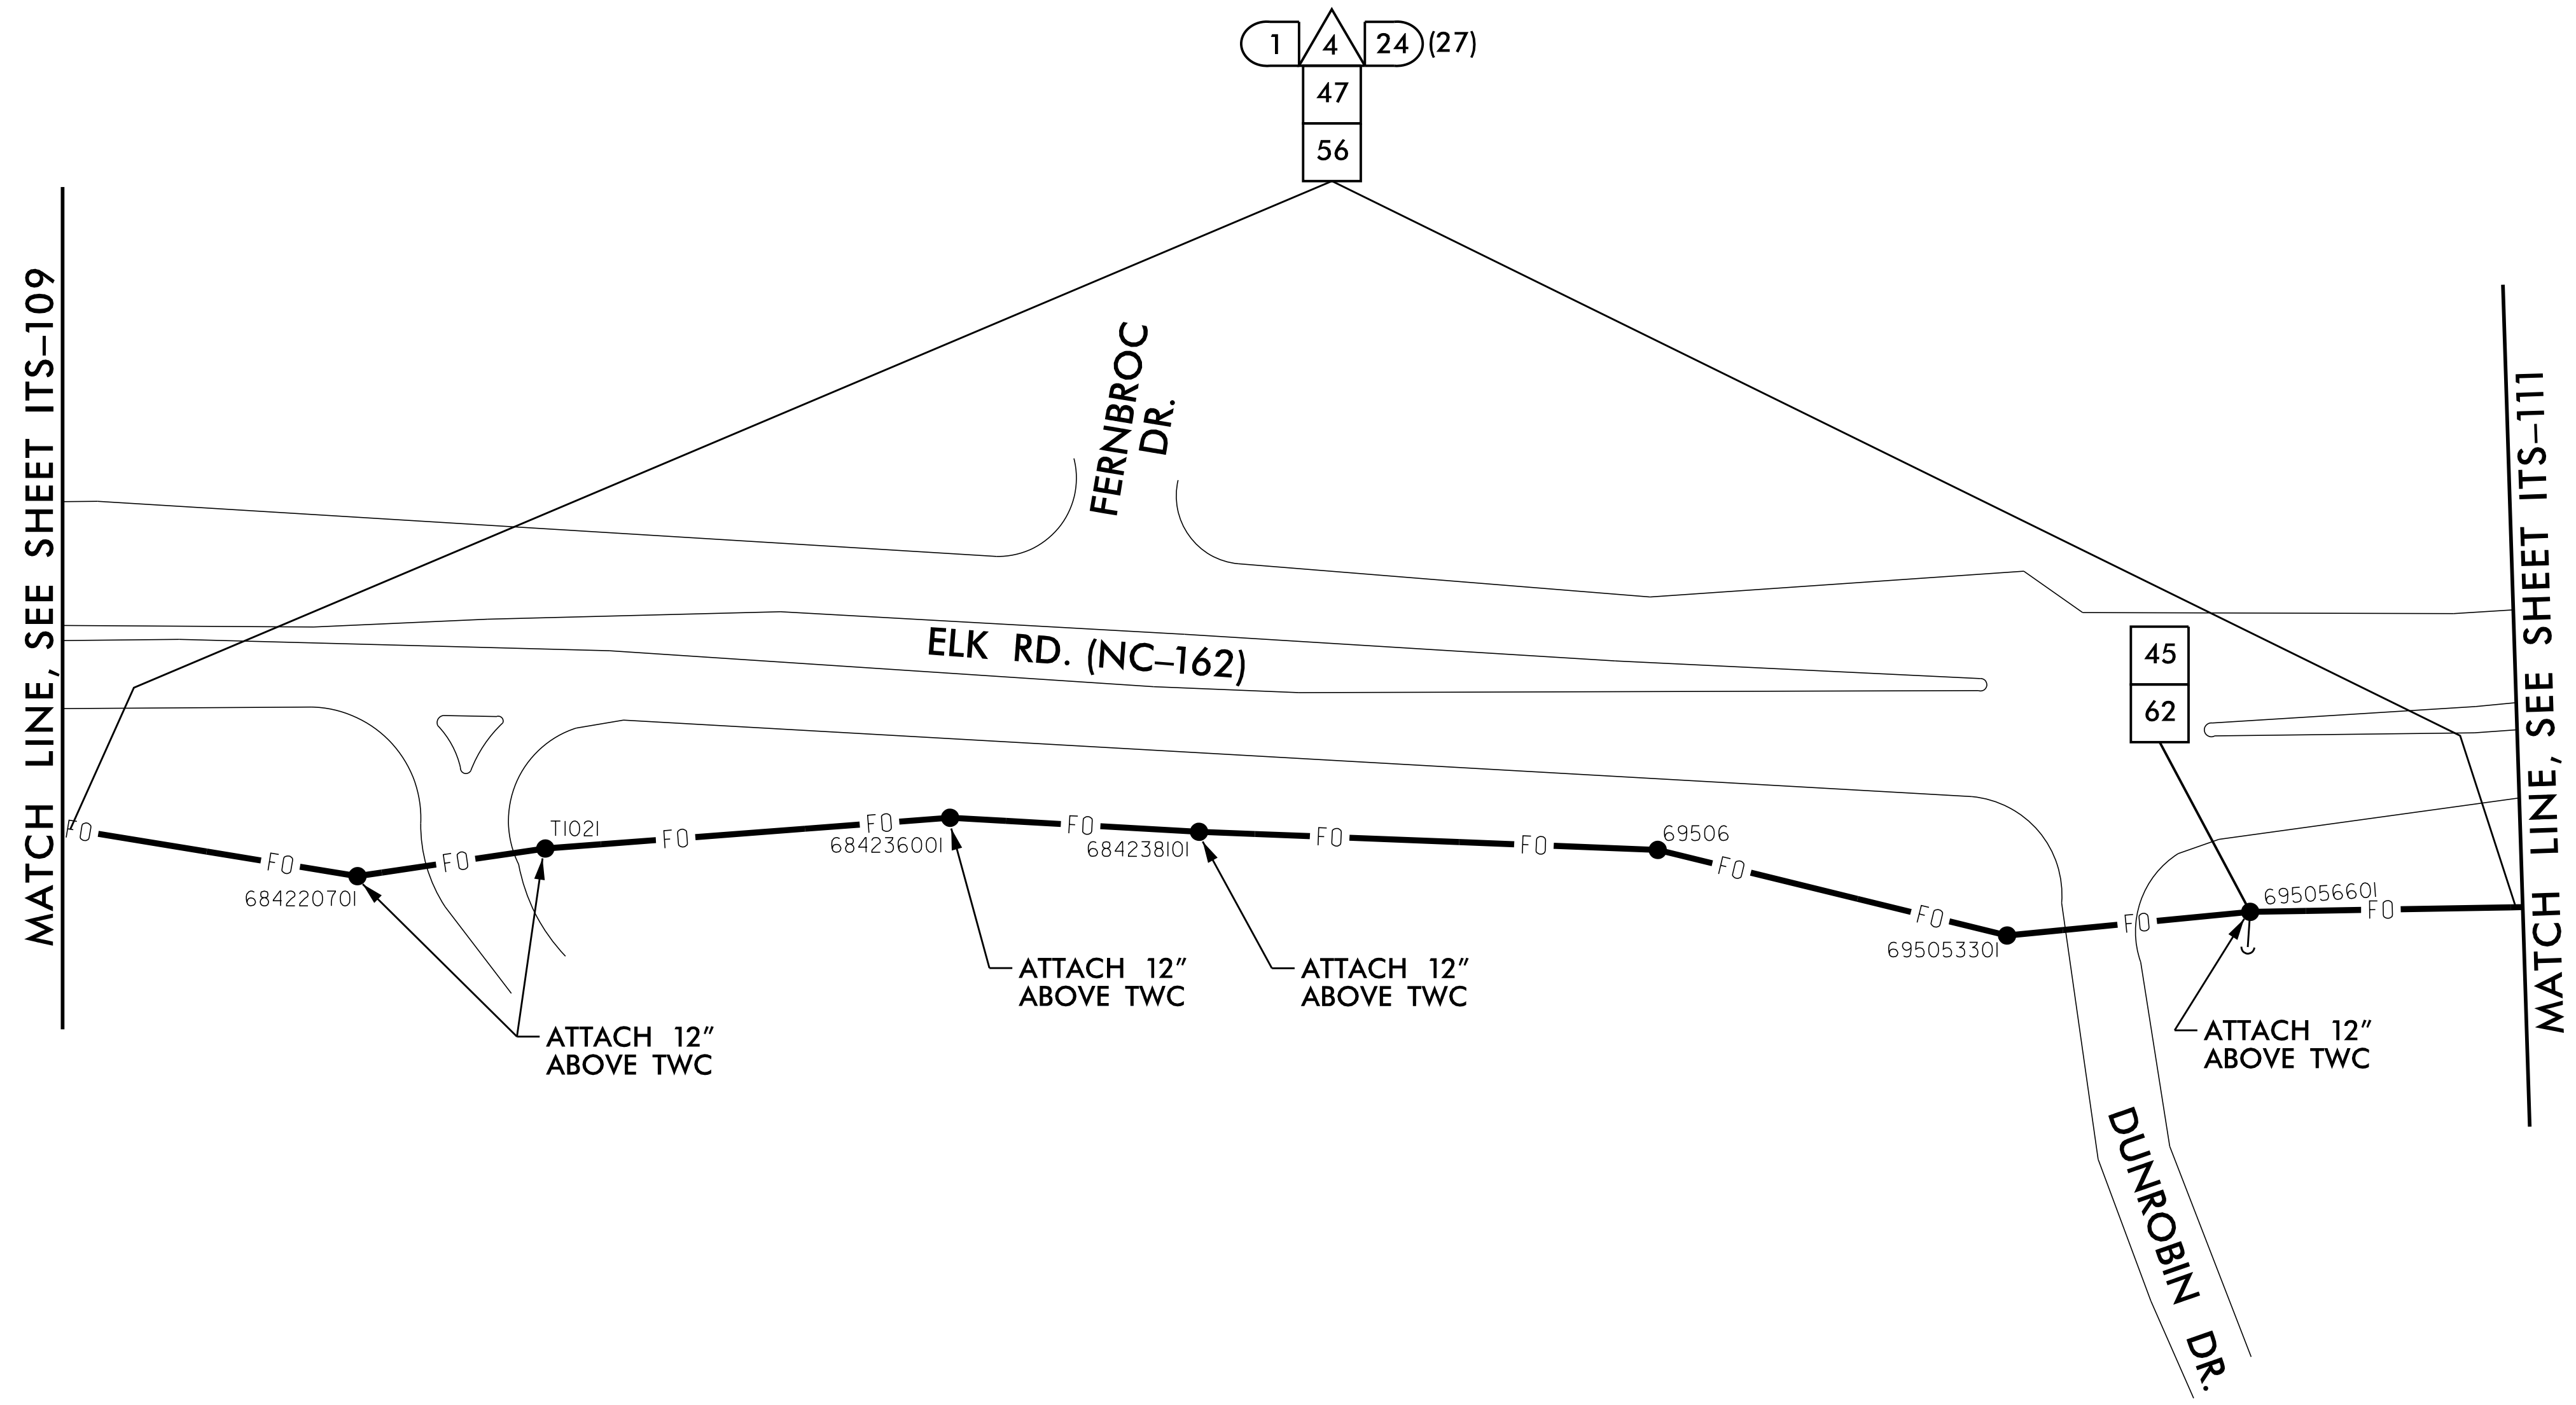 1 4 24 (27)
47
56
MATCH LINE, SEE SHEET ITS-109
FERNBROC
DR.
MATCH LINE, SEE SHEET ITS-111
ELK RD. (NC-162)
45
62
FO
FO
684220701
FO
T1021
FO
FO
684236001
FO
684238101
FO
FO
69506
FO
FO
695053301
FO
695056601
FO
ATTACH 12"
ABOVE TWC
ATTACH 12"
ABOVE TWC
ATTACH 12"
ABOVE TWC
ATTACH 12"
ABOVE TWC
DUNROBIN DR.